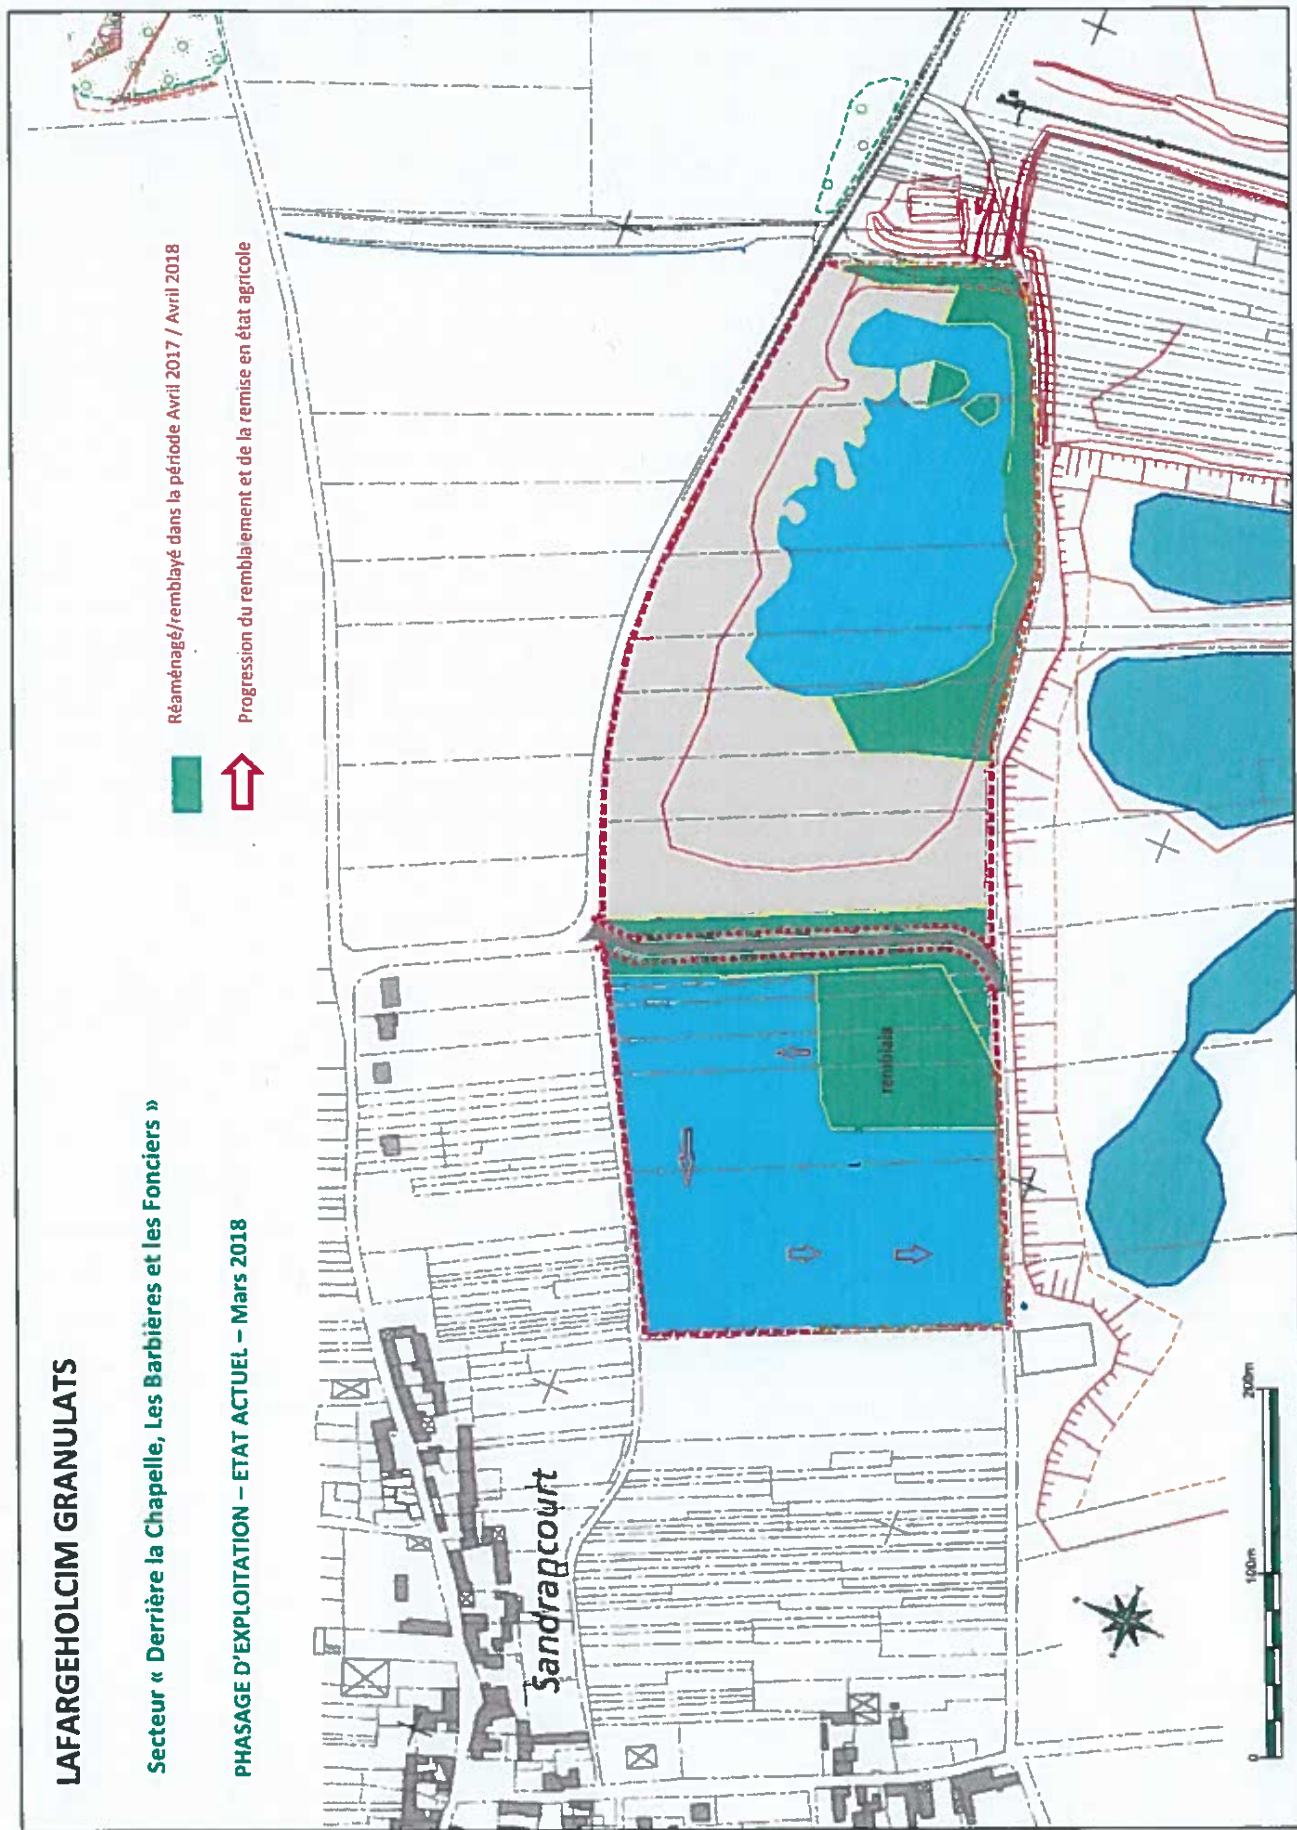 LAFARGEHOLCIM GRANULATS
Secteur « Derrière la Chapelle, Les Barbières et les Fonciers »
PHASAGE D'EXPLOITATION – ETAT ACTUEL – Mars 2018
Réaménagé/remblayé dans la période Avril 2017 / Avril 2018
Progression du remblaiement et de la remise en état agricole
Sandrancourt
remblais
0 100m 200m